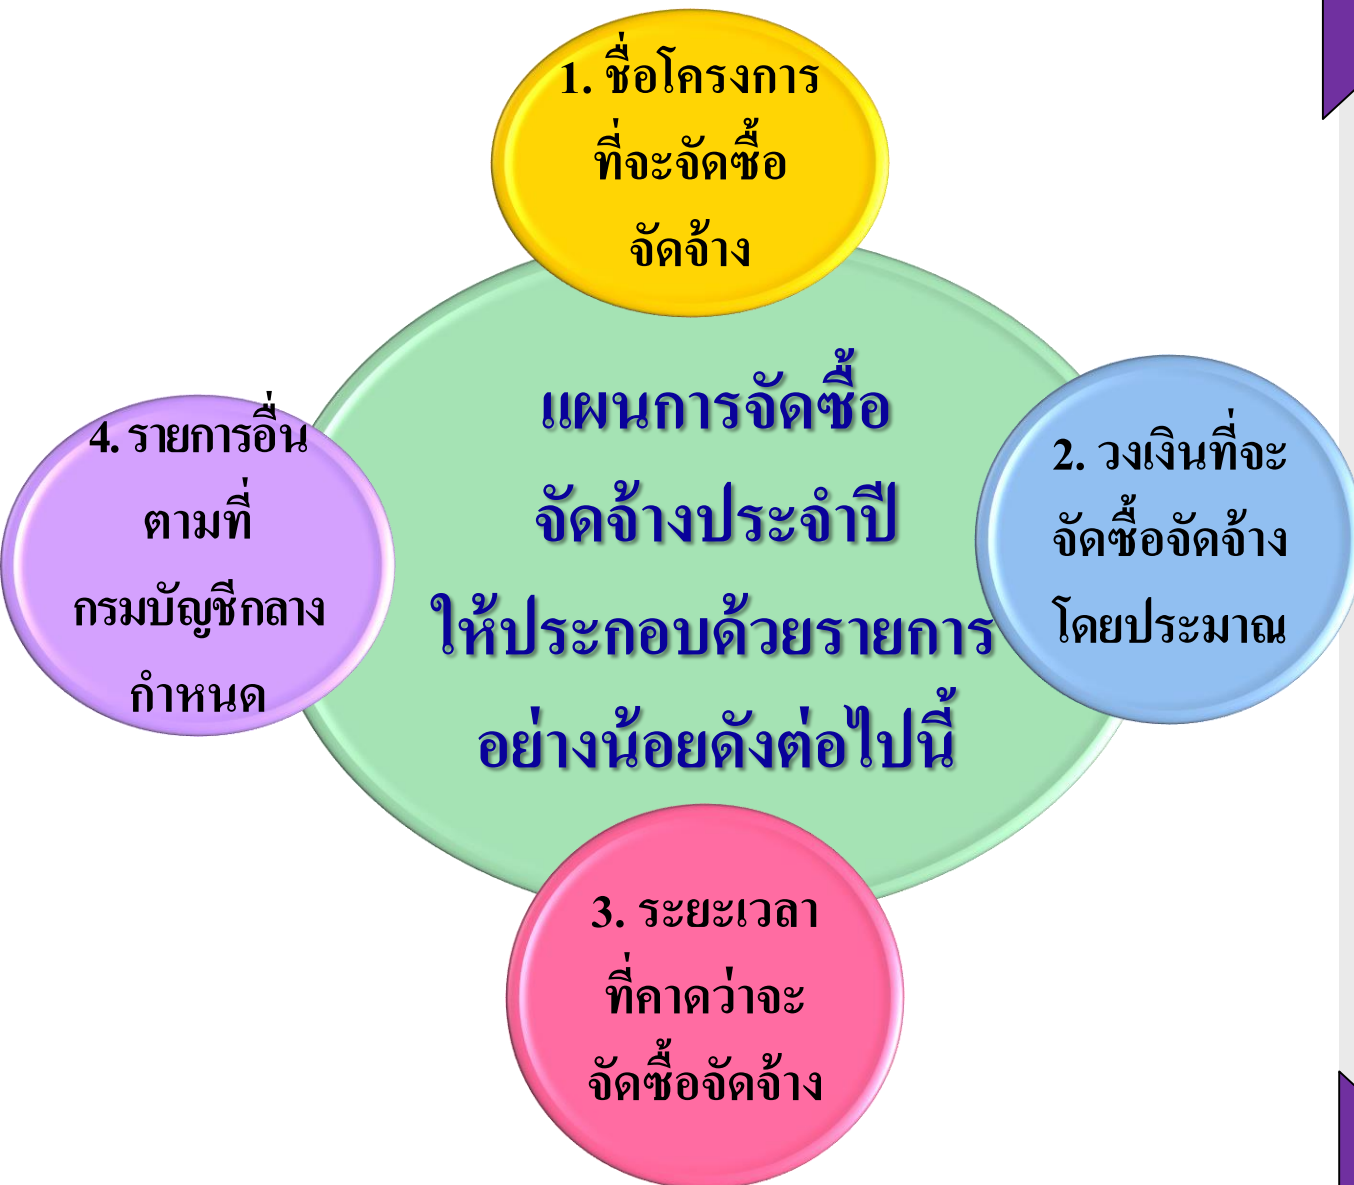 1. ชื่อโครงการ
ที่จะจัดซื้อ
จัดจ้าง
แผนการจัดซื้อ
จัดจ้างประจำปี
ให้ประกอบด้วยรายการ
อย่างน้อยดังต่อไปนี้
2. วงเงินที่จะ
จัดซื้อจัดจ้าง
โดยประมาณ
3. ระยะเวลา
ที่คาดว่าจะ
จัดซื้อจัดจ้าง
4. รายการอื่น
ตามที่
กรมบัญชีกลาง
กำหนด